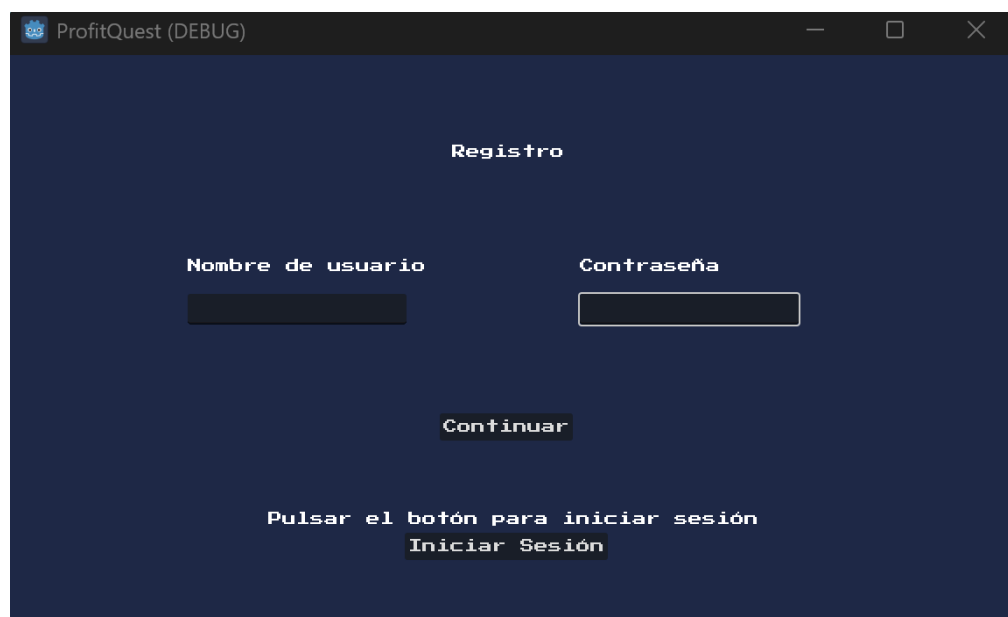 ProfitQuest (DEBUG)
Registro
Nombre de usuario
Contraseña
Continuar
Pulsar el botón para iniciar sesión
Iniciar Sesión